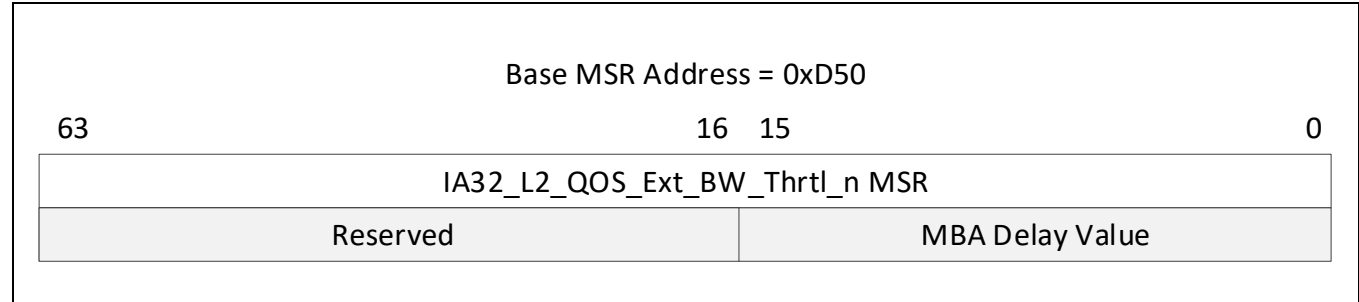 Base MSR Address = 0xD50
63 16 15 0
IA32_L2_QOS_Ext_BW_Thrtl_n MSR
Reserved MBA Delay Value